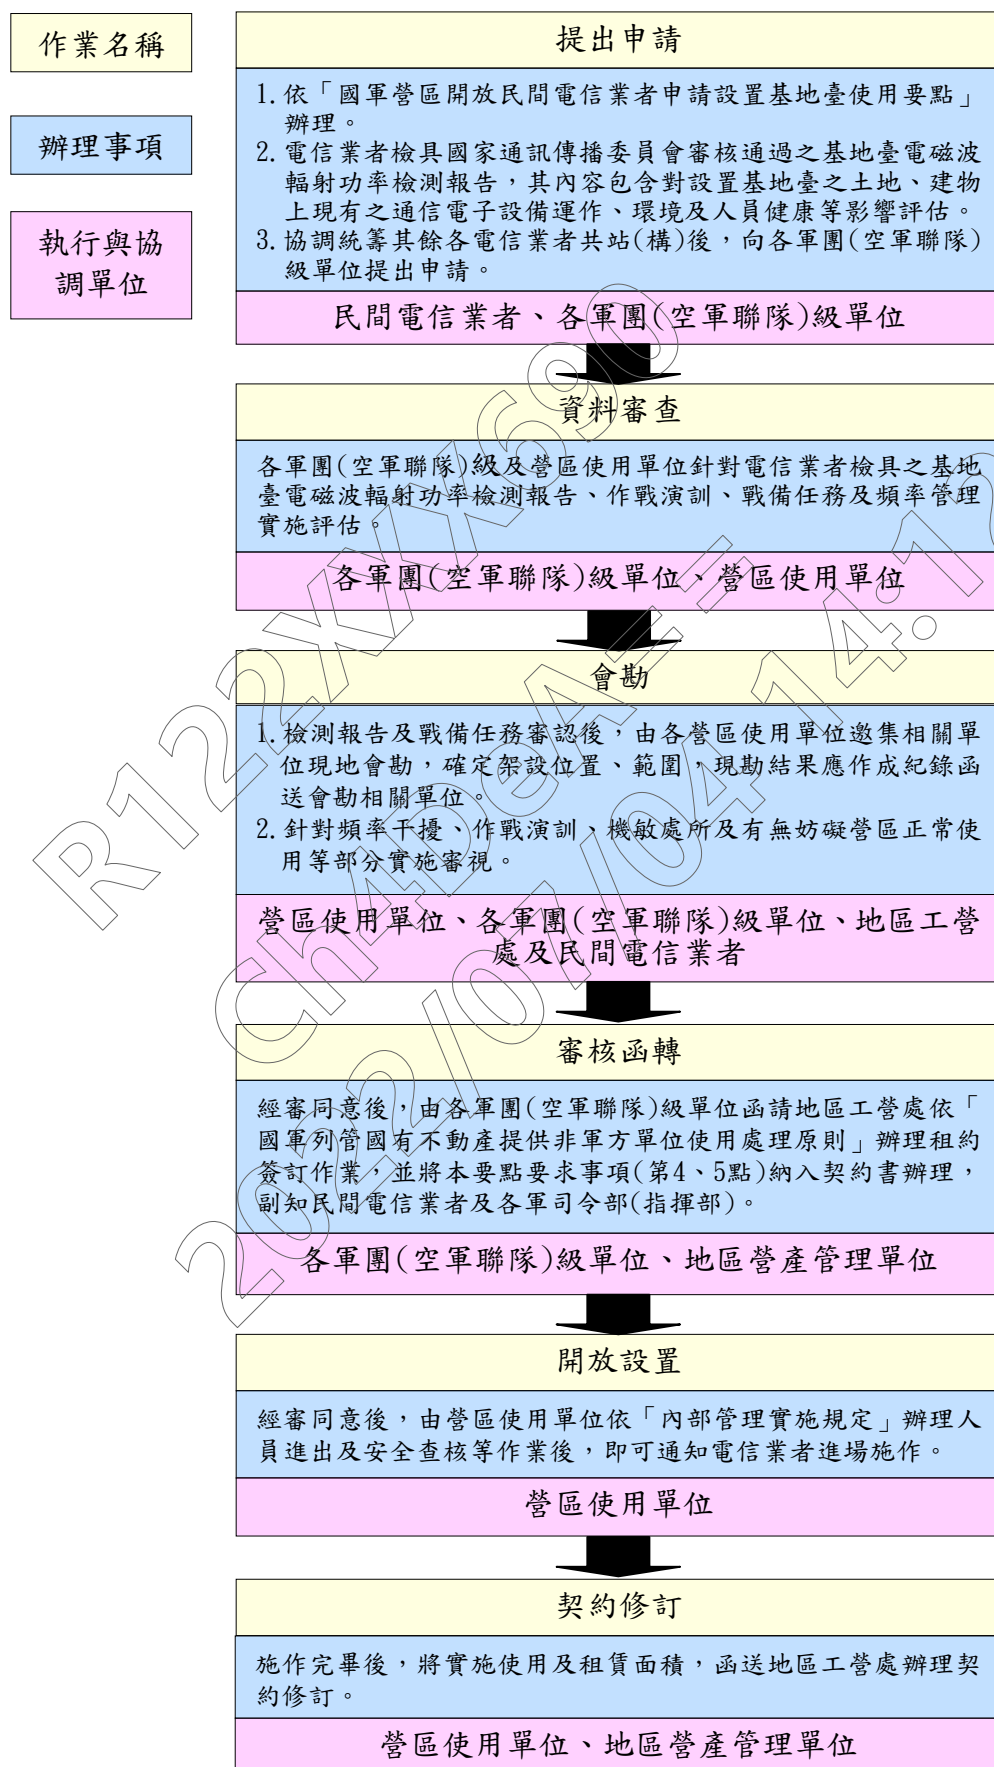 作業名稱
辦理事項
執行與協
調單位
提出申請
1.依「國軍營區開放民間電信業者申請設置基地臺使用要點」
辦理。
2.電信業者檢具國家通訊傳播委員會審核通過之基地臺電磁波
輻射功率檢測報告，其內容包含對設置基地臺之土地、建物
上現有之通信電子設備運作、環境及人員健康等影響評估。
3.協調統籌其餘各電信業者共站(構)後，向各軍團(空軍聯隊)
級單位提出申請。
民間電信業者、各軍團(空軍聯隊)級單位
資料審查
各軍團(空軍聯隊)級及營區使用單位針對電信業者檢具之基地
臺電磁波輻射功率檢測報告、作戰演訓、戰備任務及頻率管理
實施評估。
各軍團(空軍聯隊)級單位、營區使用單位
會勘
1.檢測報告及戰備任務審認後，由各營區使用單位邀集相關單
位現地會勘，確定架設位置、範圍，現勘結果應作成紀錄函
送會勘相關單位。
2.針對頻率干擾、作戰演訓、機敏處所及有無妨礙營區正常使
用等部分實施審視。
營區使用單位、各軍團(空軍聯隊)級單位、地區工營
處及民間電信業者
審核函轉
經審同意後，由各軍團(空軍聯隊)級單位函請地區工營處依「
國軍列管國有不動產提供非軍方單位使用處理原則」辦理租約
簽訂作業，並將本要點要求事項(第4、5點)納入契約書辦理，
副知民間電信業者及各軍司令部(指揮部)。
各軍團(空軍聯隊)級單位、地區營產管理單位
開放設置
經審同意後，由營區使用單位依「內部管理實施規定」辦理人
員進出及安全查核等作業後，即可通知電信業者進場施作。
營區使用單位
契約修訂
施作完畢後，將實施使用及租賃面積，函送地區工營處辦理契
約修訂。
營區使用單位、地區營產管理單位
R122XXX690
Ch4DeA==
2022/07/04 14:12